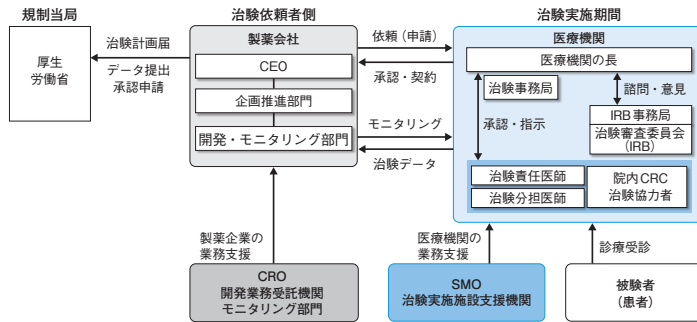 規制当局
治験依頼者側
治験実施期間
厚生
労働省
治験計画届
データ提出
承認申請
製薬会社
CEO
企画推進部門
開発・モニタリング部門
依頼（申請）
承認・契約
モニタリング
治験データ
医療機関
医療機関の長
治験事務局
諮問・意見
承認・指示
IRB事務局
治験審査委員会
（IRB）
治験責任医師
治験分担医師
院内CRC
治験協力者
製薬企業の
業務支援
医療機関の
業務支援
診療受診
CRO
開発業務受託機関
モニタリング部門
SMO
治験実施施設支援機関
被験者
（患者）